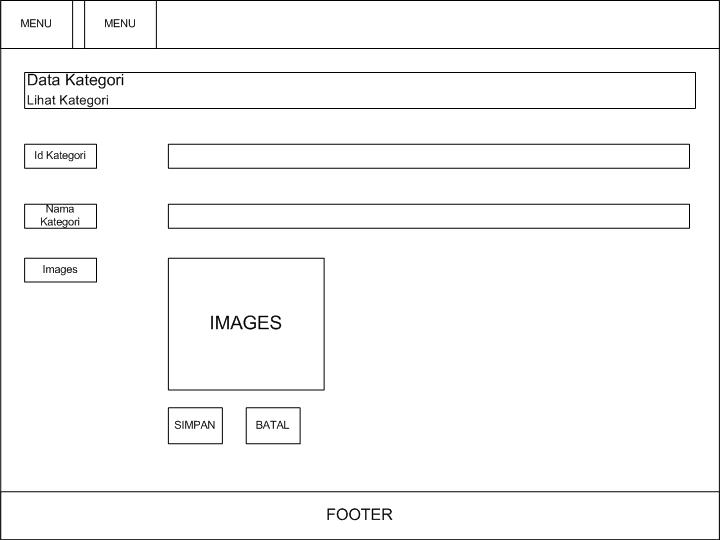 MENU
MENU
Data Kategori
Lihat Kategori
Id Kategori
Nama
Kategori
Images
IMAGES
SIMPAN
BATAL
FOOTER